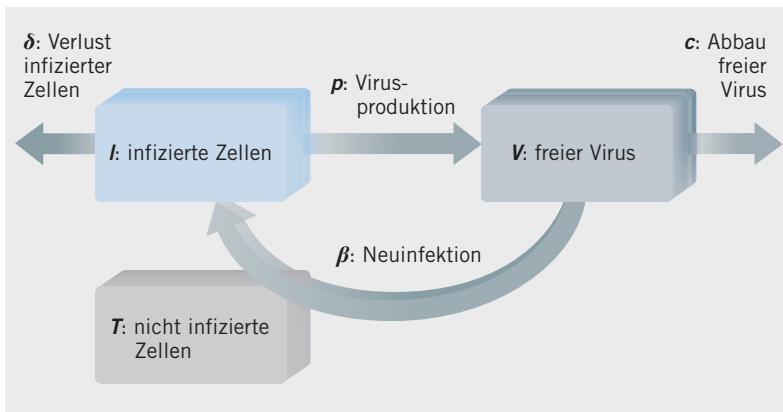 δ: Verlust
infizierter
Zellen
c: Abbau
freier
Virus
p: Virus-
produktion
I: infizierte Zellen
V: freier Virus
β: Neuinfektion
T: nicht infizierte
Zellen